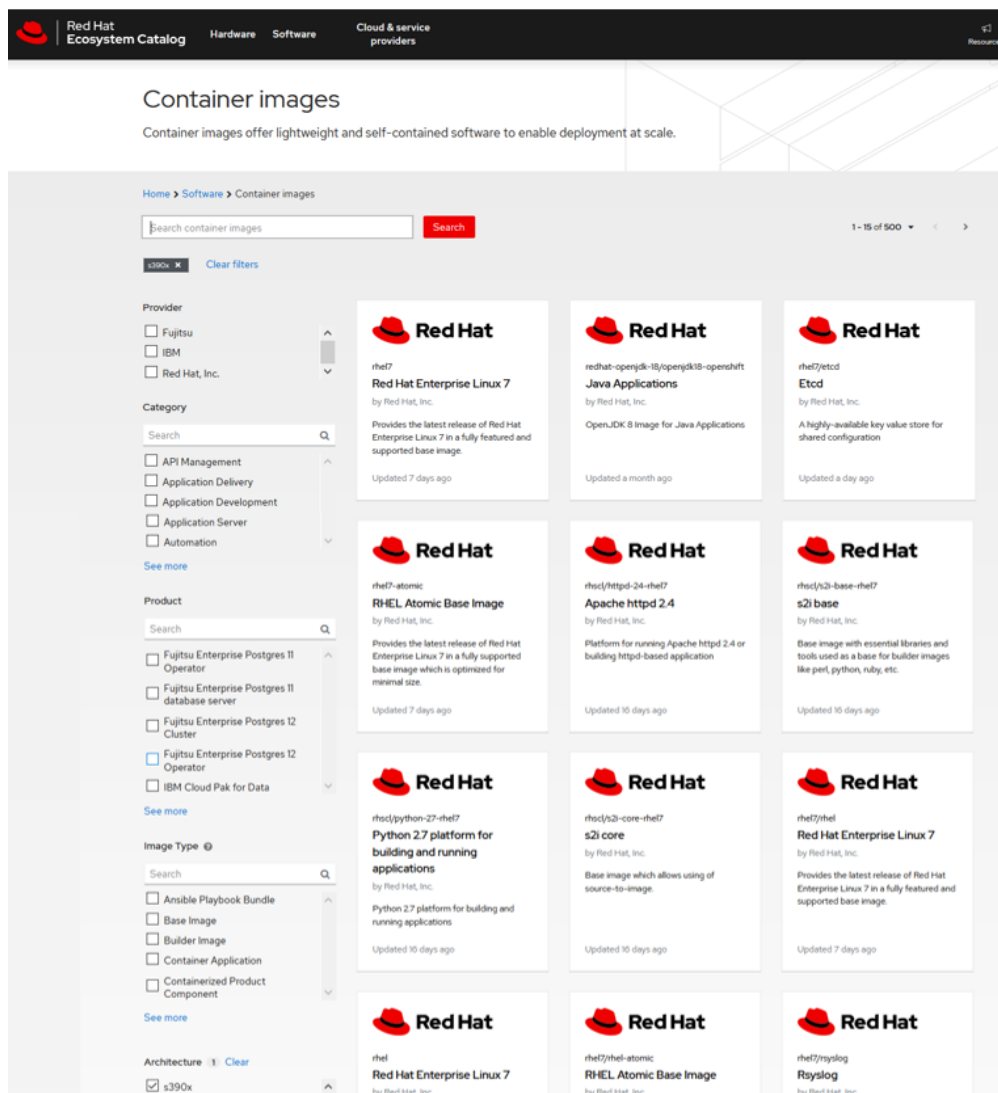 Red Hat
Ecosystem Catalog
Hardware
Software
Cloud & service
providers
Resource
Container images
Container images offer lightweight and self-contained software to enable deployment at scale.
Home > Software > Container images
Search container images
Search
1 - 15 of 500
s390x ×
Clear filters
Provider
Fujitsu
IBM
Red Hat, Inc.
Category
Search
API Management
Application Delivery
Application Development
Application Server
Automation
See more
Product
Search
Fujitsu Enterprise Postgres 11
Operator
Fujitsu Enterprise Postgres 11
database server
Fujitsu Enterprise Postgres 12
Cluster
Fujitsu Enterprise Postgres 12
Operator
IBM Cloud Pak for Data
See more
Image Type
Search
Ansible Playbook Bundle
Base Image
Builder Image
Container Application
Containerized Product
Component
See more
Architecture 1 Clear
s390x
Red Hat
rhel7
Red Hat Enterprise Linux 7
by Red Hat, Inc.
Provides the latest release of Red Hat
Enterprise Linux 7 in a fully featured and
supported base image.
Updated 7 days ago
Red Hat
redhat-openjdk-18/openjdk18-openshift
Java Applications
by Red Hat, Inc.
OpenJDK 8 Image for Java Applications
Updated a month ago
Red Hat
rhel7/etcd
Etcd
by Red Hat, Inc.
A highly-available key value store for
shared configuration
Updated a day ago
Red Hat
rhel7-atomic
RHEL Atomic Base Image
by Red Hat, Inc.
Provides the latest release of Red Hat
Enterprise Linux 7 in a fully supported
base image which is optimized for
minimal size.
Updated 7 days ago
Red Hat
rhscl/httpd-24-rhel7
Apache httpd 2.4
by Red Hat, Inc.
Platform for running Apache httpd 2.4 or
building httpd-based application
Updated 16 days ago
Red Hat
rhscl/s2i-base-rhel7
s2i base
by Red Hat, Inc.
Base image with essential libraries and
tools used as a base for builder images
like perl, python, ruby, etc.
Updated 16 days ago
Red Hat
rhscl/python-27-rhel7
Python 2.7 platform for
building and running
applications
by Red Hat, Inc.
Python 2.7 platform for building and
running applications
Updated 16 days ago
Red Hat
rhscl/s2i-core-rhel7
s2i core
by Red Hat, Inc.
Base image which allows using of
source-to-image.
Updated 16 days ago
Red Hat
rhel7/rhel
Red Hat Enterprise Linux 7
by Red Hat, Inc.
Provides the latest release of Red Hat
Enterprise Linux 7 in a fully featured and
supported base image.
Updated 7 days ago
Red Hat
rhel
Red Hat Enterprise Linux 7
by Red Hat, Inc.
Red Hat
rhel7/rhel-atomic
RHEL Atomic Base Image
by Red Hat, Inc.
Red Hat
rhel7/rsyslog
Rsyslog
by Red Hat, Inc.